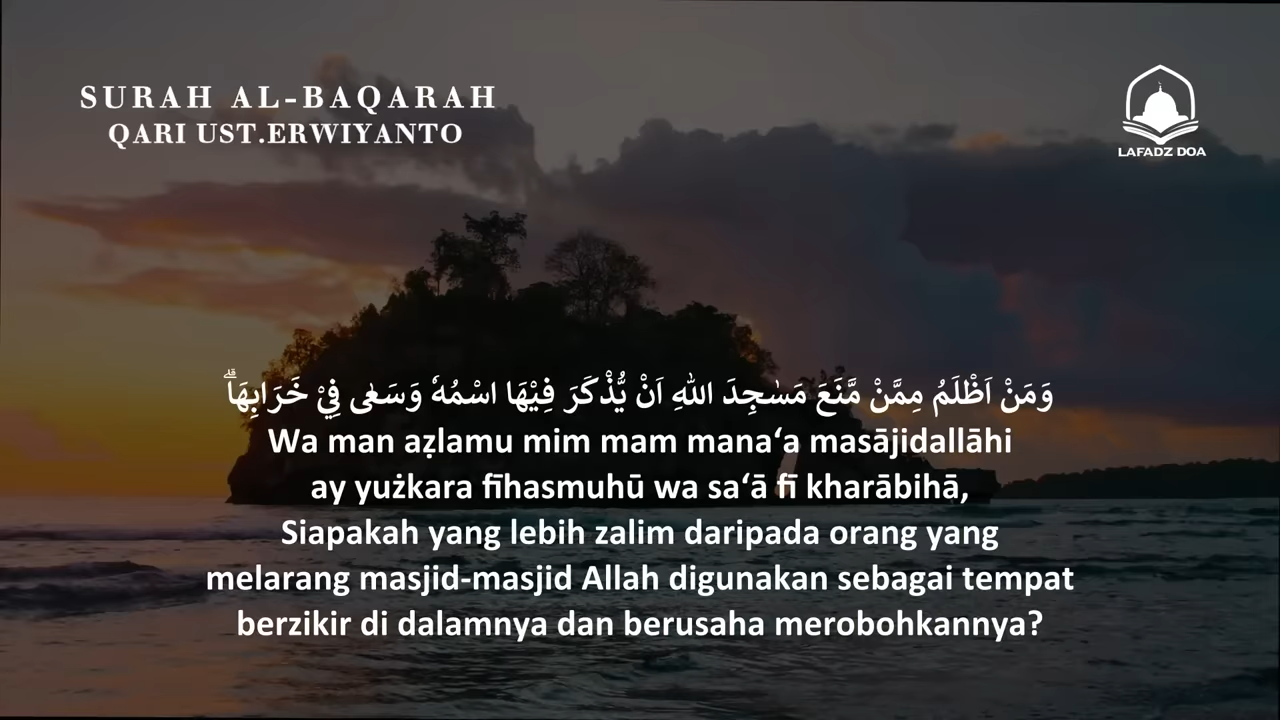 SURAH AL-BAQARAH
QARI UST.ERWIYANTO
LAFADZ DOA
وَمَنْ اَظْلَمُ مِمَّنْ مَّنَعَ مَسٰجِدَ اللّٰهِ اَنْ يُّذْكَرَ فِيْهَا اسْمُهٗ وَسَعٰى فِيْ خَرَابِهَاۗ
Wa man aẓlamu mim mam mana‘a masājidallāhi
ay yużkara fīhasmuhū wa sa‘ā fī kharābihā,
Siapakah yang lebih zalim daripada orang yang
melarang masjid-masjid Allah digunakan sebagai tempat
berzikir di dalamnya dan berusaha merobohkannya?